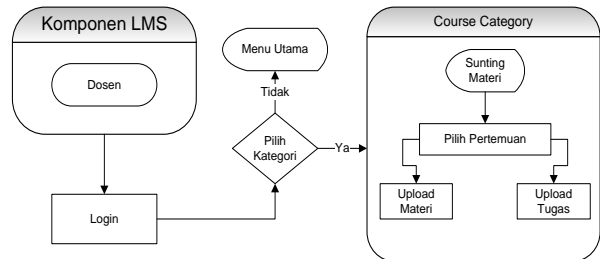 Komponen LMS
Dosen
Login
Menu Utama
Tidak
Pilih
Kategori
Ya
Course Category
Sunting
Materi
Pilih Pertemuan
Upload
Materi
Upload
Tugas